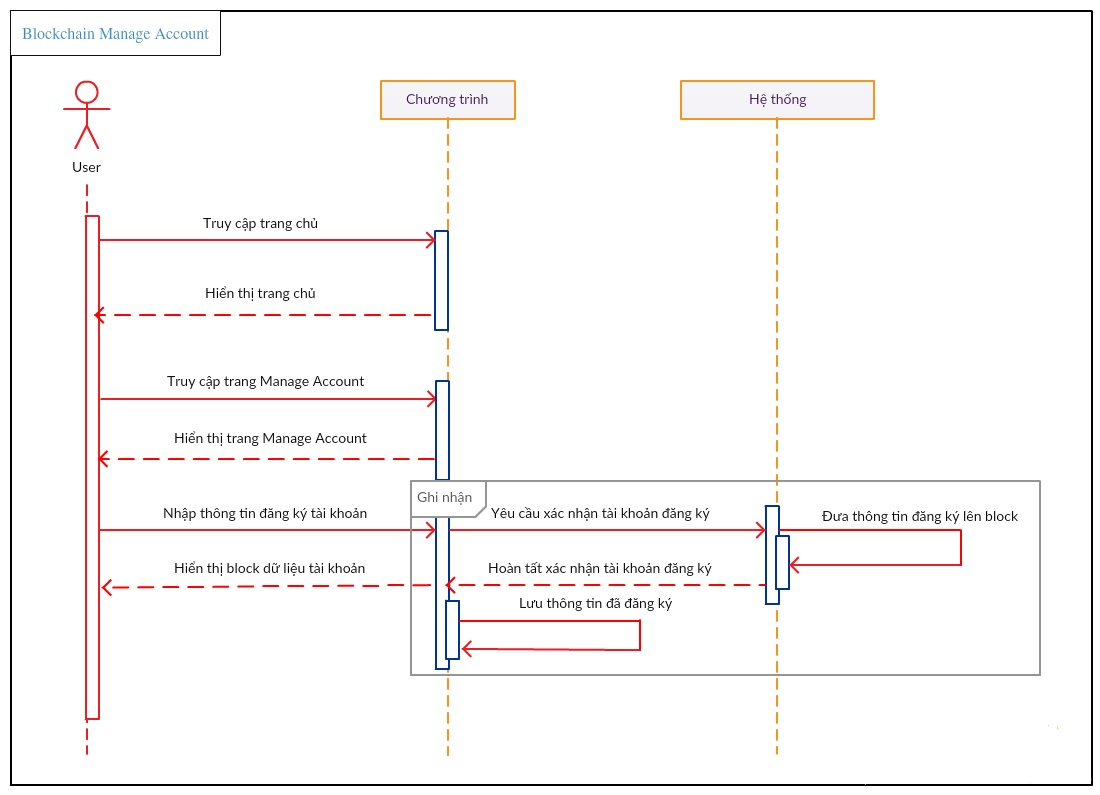 Blockchain Manage Account
Chương trình
Hệ thống
User
Truy cập trang chủ
Hiển thị trang chủ
Truy cập trang Manage Account
Hiển thị trang Manage Account
Ghi nhận
Nhập thông tin đăng ký tài khoản
Yêu cầu xác nhận tài khoản đăng ký
Đưa thông tin đăng ký lên block
Hiển thị block dữ liệu tài khoản
Hoàn tất xác nhận tài khoản đăng ký
Lưu thông tin đã đăng ký